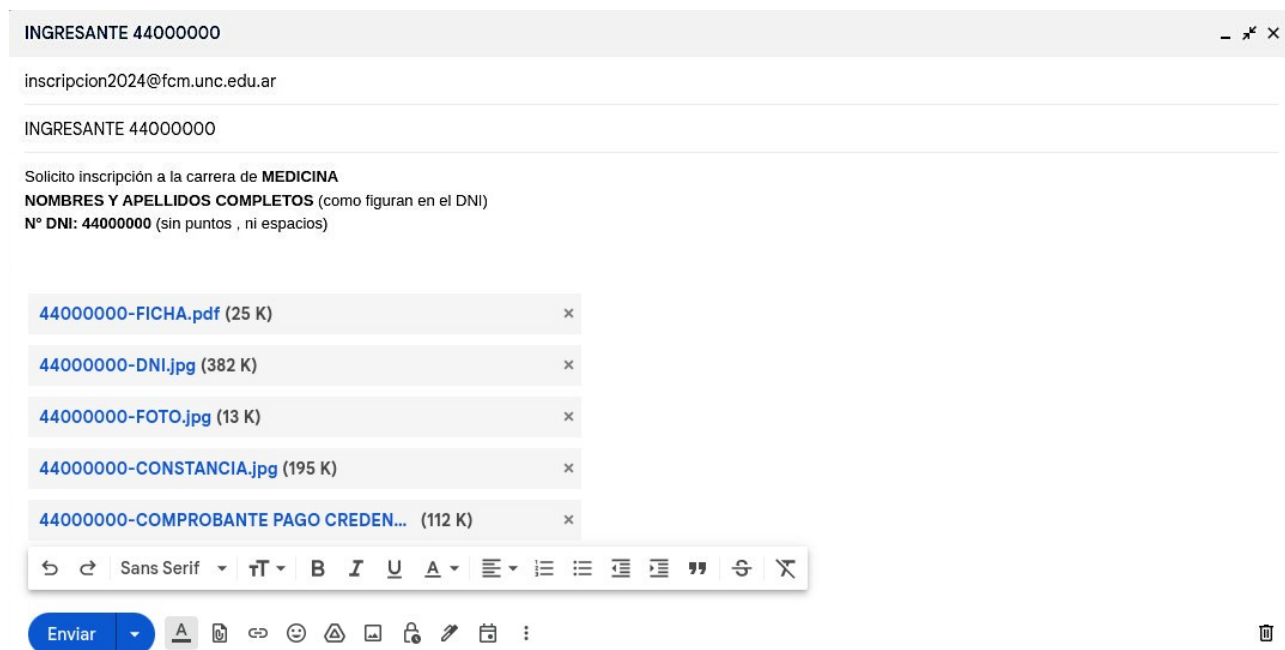 INGRESANTE 44000000
inscripcion2024@fcm.unc.edu.ar
INGRESANTE 44000000
Solicito inscripción a la carrera de MEDICINA
NOMBRES Y APELLIDOS COMPLETOS (como figuran en el DNI)
N° DNI: 44000000 (sin puntos , ni espacios)
44000000-FICHA.pdf (25 K)
44000000-DNI.jpg (382 K)
44000000-FOTO.jpg (13 K)
44000000-CONSTANCIA.jpg (195 K)
44000000-COMPROBANTE PAGO CREDEN... (112 K)
Sans Serif
Enviar